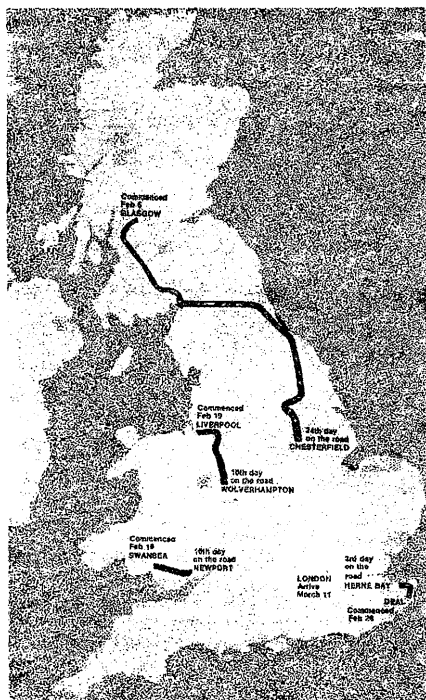 Commenced
Feb 5
GLASGOW
Commenced
Feb 19
LIVERPOOL
24th day
on the road
CHESTERFIELD
10th day
on the road
WOLVERHAMPTON
Commenced
Feb 19
SWANSEA
10th day
on the road
NEWPORT
3rd day
on the
road
HERNE BAY
LONDON
Arrive
March 11
DEAL
Commenced
Feb 26